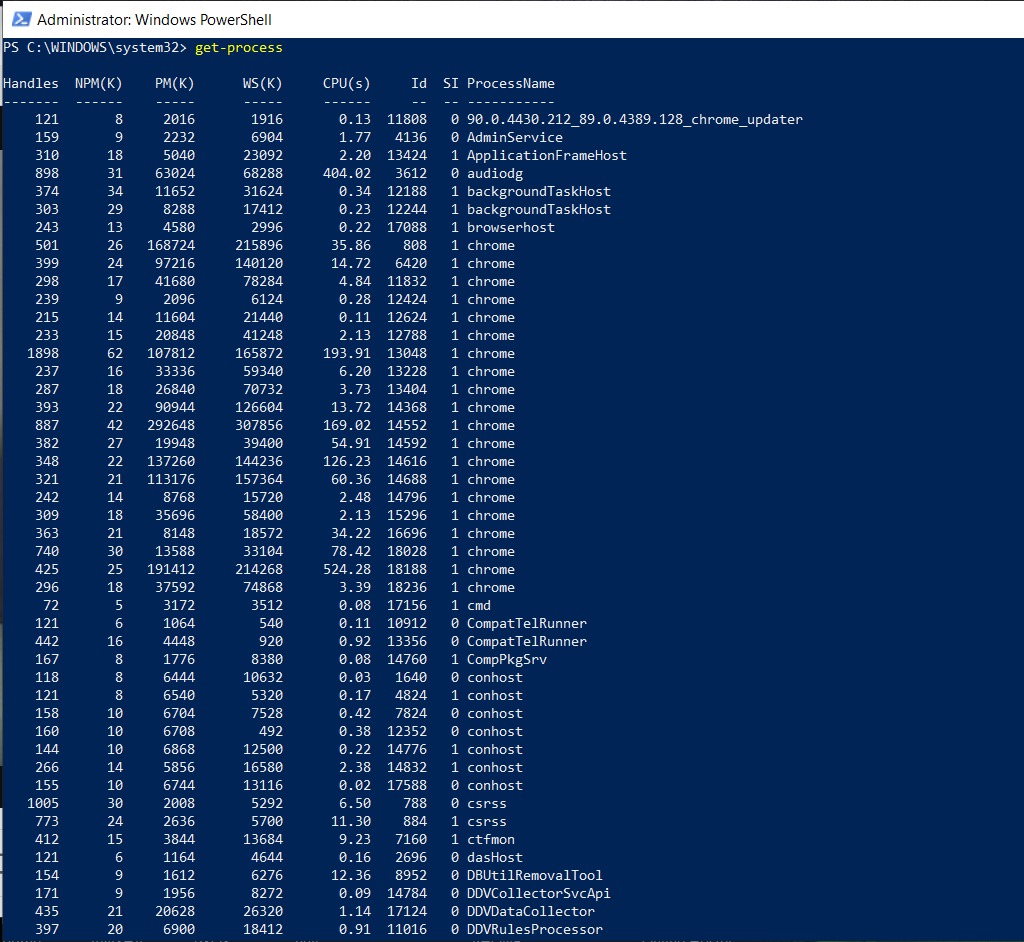 Administrator: Windows PowerShell
PS C:\WINDOWS\system32> get-process
Handles  NPM(K)    PM(K)      WS(K)     CPU(s)     Id  SI ProcessName
-------  ------    -----      -----     ------     --  -- -----------
    121       8     2016       1916       0.13  11808   0 90.0.4430.212_89.0.4389.128_chrome_updater
    159       9     2232       6904       1.77   4136   0 AdminService
    310      18     5040      23092       2.20  13424   1 ApplicationFrameHost
    898      31    63024      68288     404.02   3612   0 audiodg
    374      34    11652      31624       0.34  12188   1 backgroundTaskHost
    303      29     8288      17412       0.23  12244   1 backgroundTaskHost
    243      13     4580       2996       0.22  17088   1 browserhost
    501      26   168724     215896      35.86    808   1 chrome
    399      24    97216     140120      14.72   6420   1 chrome
    298      17    41680      78284       4.84  11832   1 chrome
    239       9     2096       6124       0.28  12424   1 chrome
    215      14    11604      21440       0.11  12624   1 chrome
    233      15    20848      41248       2.13  12788   1 chrome
   1898      62   107812     165872     193.91  13048   1 chrome
    237      16    33336      59340       6.20  13228   1 chrome
    287      18    26840      70732       3.73  13404   1 chrome
    393      22    90944     126604      13.72  14368   1 chrome
    887      42   292648     307856     169.02  14552   1 chrome
    382      27    19948      39400      54.91  14592   1 chrome
    348      22   137260     144236     126.23  14616   1 chrome
    321      21   113176     157364      60.36  14688   1 chrome
    242      14     8768      15720       2.48  14796   1 chrome
    309      18    35696      58400       2.13  15296   1 chrome
    363      21     8148      18572      34.22  16696   1 chrome
    740      30    13588      33104      78.42  18028   1 chrome
    425      25   191412     214268     524.28  18188   1 chrome
    296      18    37592      74868       3.39  18236   1 chrome
     72       5     3172       3512       0.08  17156   1 cmd
    121       6     1064        540       0.11  10912   0 CompatTelRunner
    442      16     4448        920       0.92  13356   0 CompatTelRunner
    167       8     1776       8380       0.08  14760   1 CompPkgSrv
    118       8     6444      10632       0.03   1640   0 conhost
    121       8     6540       5320       0.17   4824   1 conhost
    158      10     6704       7528       0.42   7824   0 conhost
    160      10     6708        492       0.38  12352   0 conhost
    144      10     6868      12500       0.22  14776   1 conhost
    266      14     5856      16580       2.38  14832   1 conhost
    155      10     6744      13116       0.02  17588   0 conhost
   1005      30     2008       5292       6.50    788   0 csrss
    773      24     2636       5700      11.30    884   1 csrss
    412      15     3844      13684       9.23   7160   1 ctfmon
    121       6     1164       4644       0.16   2696   0 dasHost
    154       9     1612       6276      12.36   8952   0 DBUtilRemovalTool
    171       9     1956       8272       0.09  14784   0 DDVCollectorSvcApi
    435      21    20628      26320       1.14  17124   0 DDVDataCollector
    397      20     6900      18412       0.91  11016   0 DDVRulesProcessor